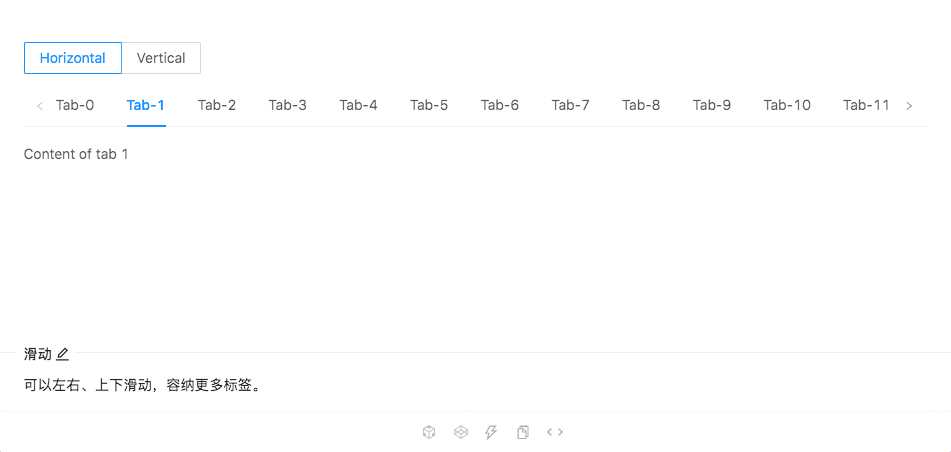 Horizontal Vertical
Tab-0 Tab-1 Tab-2 Tab-3 Tab-4 Tab-5 Tab-6 Tab-7 Tab-8 Tab-9 Tab-10 Tab-11
Content of tab 1
滑动
可以左右、上下滑动，容纳更多标签。